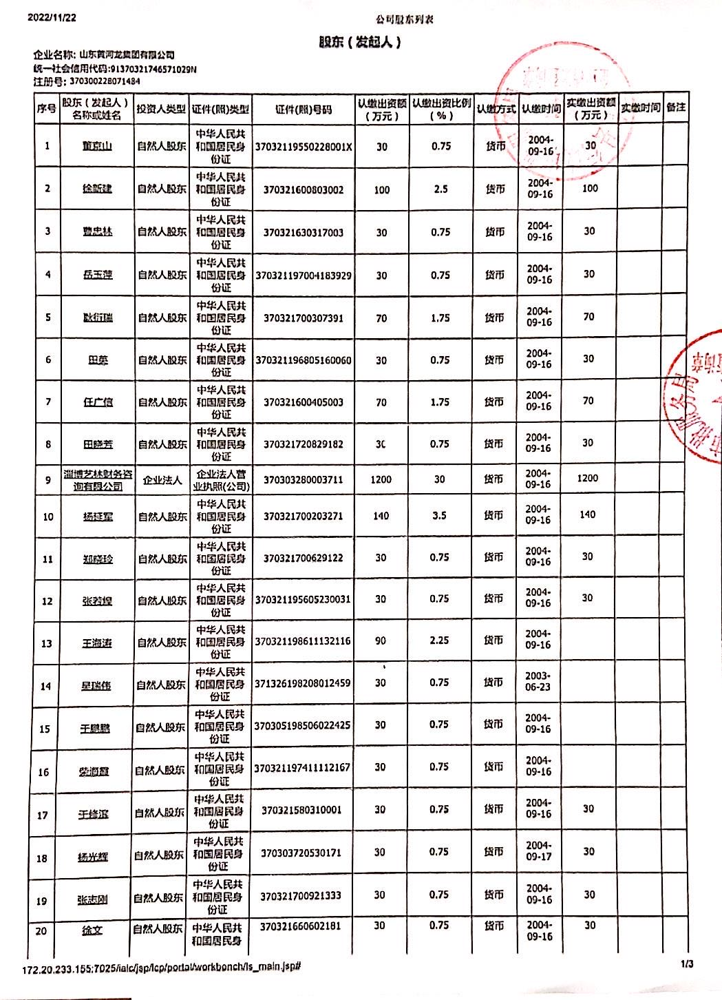 2022/11/22
公司股东列表
股东（发起人）
企业名称: 山东黄河龙集团有限公司
统一社会信用代码:91370321746571029N
注册号: 370300228071484
序号 股东（发起人）名称或姓名 投资人类型 证件(照)类型 证件(照)号码 认缴出资额（万元） 认缴出资比例（%） 认缴方式 认缴时间 实缴出资额（万元） 实缴时间 备注
1 董京山 自然人股东 中华人民共和国居民身份证 37032119550228001X 30 0.75 货币 2004-09-16 30
2 徐新建 自然人股东 中华人民共和国居民身份证 370321600803002 100 2.5 货币 2004-09-16 100
3 曹忠林 自然人股东 中华人民共和国居民身份证 370321630317003 30 0.75 货币 2004-09-16 30
4 岳玉萍 自然人股东 中华人民共和国居民身份证 370321197004183929 30 0.75 货币 2004-09-16 30
5 耿衍瑞 自然人股东 中华人民共和国居民身份证 370321700307391 70 1.75 货币 2004-09-16 70
6 田英 自然人股东 中华人民共和国居民身份证 370321196805160060 30 0.75 货币 2004-09-16 30
7 任广信 自然人股东 中华人民共和国居民身份证 370321600405003 70 1.75 货币 2004-09-16 70
8 田晓芳 自然人股东 中华人民共和国居民身份证 370321720829182 30 0.75 货币 2004-09-16 30
9 淄博艺林财务咨询有限公司 企业法人 企业法人营业执照(公司) 370303280003711 1200 30 货币 2004-09-16 1200
10 杨延军 自然人股东 中华人民共和国居民身份证 370321700203271 140 3.5 货币 2004-09-16 140
11 郑晓玲 自然人股东 中华人民共和国居民身份证 370321700629122 30 0.75 货币 2004-09-16 30
12 张若煌 自然人股东 中华人民共和国居民身份证 370321195605230031 30 0.75 货币 2004-09-16 30
13 王海涛 自然人股东 中华人民共和国居民身份证 370321198611132116 90 2.25 货币 2004-09-16
14 瑞伟 自然人股东 中华人民共和国居民身份证 371326198208012459 30 0.75 货币 2003-06-23
15 于鹏鹏 自然人股东 中华人民共和国居民身份证 370305198506022425 30 0.75 货币 2004-09-16
16 荣海霞 自然人股东 中华人民共和国居民身份证 370321197411112167 30 0.75 货币 2004-09-16
17 于修滨 自然人股东 中华人民共和国居民身份证 370321580310001 30 0.75 货币 2004-09-16 30
18 杨光辉 自然人股东 中华人民共和国居民身份证 370303720530171 30 0.75 货币 2004-09-17 30
19 张志刚 自然人股东 中华人民共和国居民身份证 370321700921333 30 0.75 货币 2004-09-16 30
20 徐文 自然人股东 中华人民共和国居民身 370321660602181 30 0.75 货币 2004-09-16 30
172.20.233.155:7025/iaic/jsp/lcp/portal/workbench/ls_main.jsp#
1/3